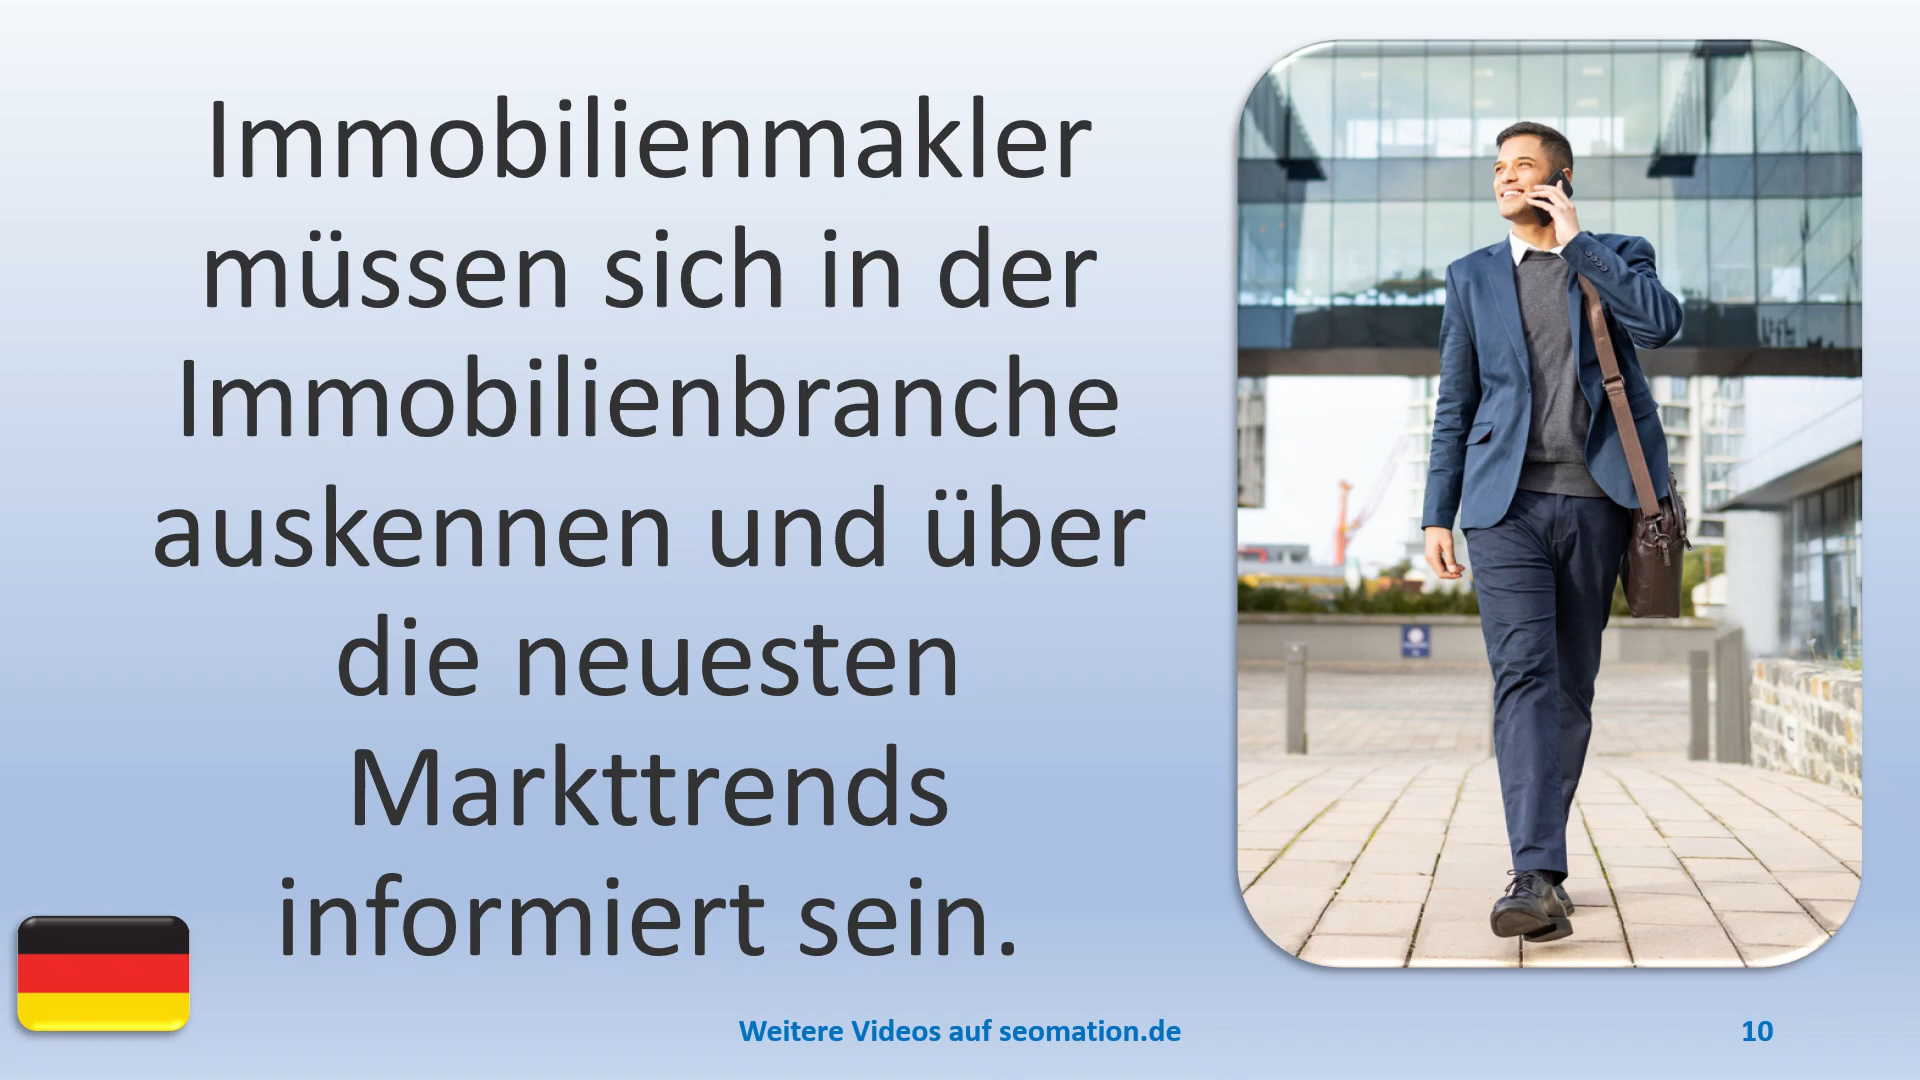 Immobilienmakler
müssen sich in der
Immobilienbranche
auskennen und über
die neuesten
Markttrends
informiert sein.
Weitere Videos auf seomation.de
10